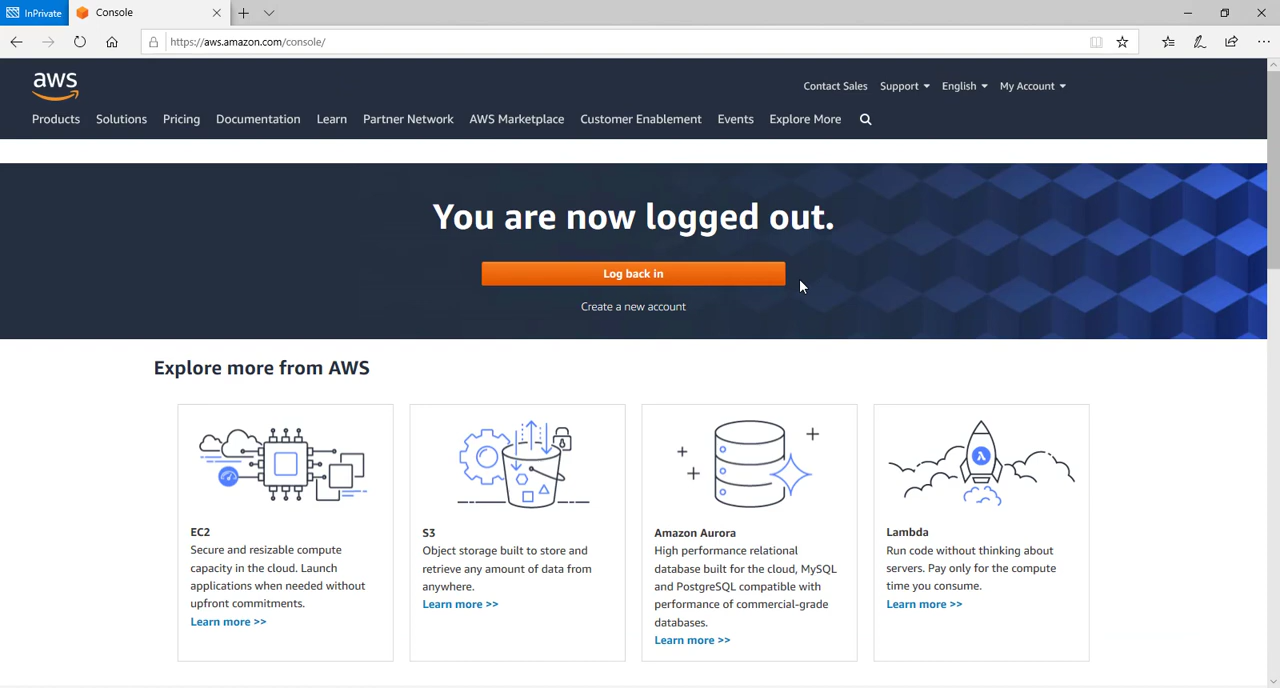 InPrivate
Console
https://aws.amazon.com/console/
aws
Contact Sales Support English My Account
Products Solutions Pricing Documentation Learn Partner Network AWS Marketplace Customer Enablement Events Explore More
You are now logged out.
Log back in
Create a new account
Explore more from AWS
EC2
Secure and resizable compute
capacity in the cloud. Launch
applications when needed without
upfront commitments.
Learn more >>
S3
Object storage built to store and
retrieve any amount of data from
anywhere.
Learn more >>
Amazon Aurora
High performance relational
database built for the cloud, MySQL
and PostgreSQL compatible with
performance of commercial-grade
databases.
Learn more >>
λ
Lambda
Run code without thinking about
servers. Pay only for the compute
time you consume.
Learn more >>